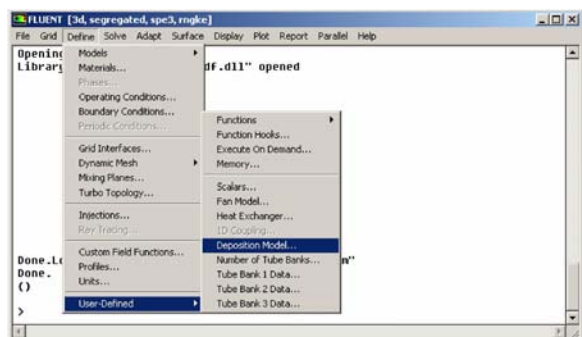 FLUENT [3d, segregated, spe3, rngke]
File Grid Define Solve Adapt Surface Display Plot Report Parallel Help
Opening
Library df.dll" opened
Models
Materials...
Phases...
Operating Conditions...
Boundary Conditions...
Periodic Conditions...
Grid Interfaces...
Dynamic Mesh
Mixing Planes...
Turbo Topology...
Injections...
Ray Tracing...
Custom Field Functions...
Profiles...
Units...
User-Defined
Functions
Function Hooks...
Execute On Demand...
Memory...
Scalars...
Fan Model...
Heat Exchanger...
1D Coupling...
Deposition Model...
Number of Tube Banks...
Tube Bank 1 Data...
Tube Bank 2 Data...
Tube Bank 3 Data...
Done.Lo n"
Done.
()
>